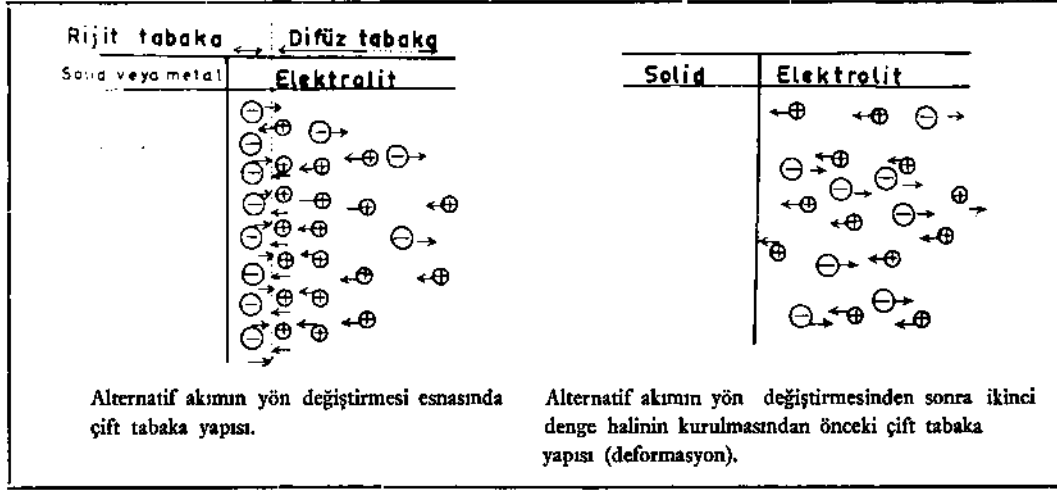 Rijit tabaka
Difüz tabaka
Solid veya metal
Elektrolit
Solid
Elektrolit
Alternatif akımın yön değiştirmesi esnasında
çift tabaka yapısı.
Alternatif akımın yön değiştirmesinden sonra ikinci
denge halinin kurulmasından önceki çift tabaka
yapısı (deformasyon).